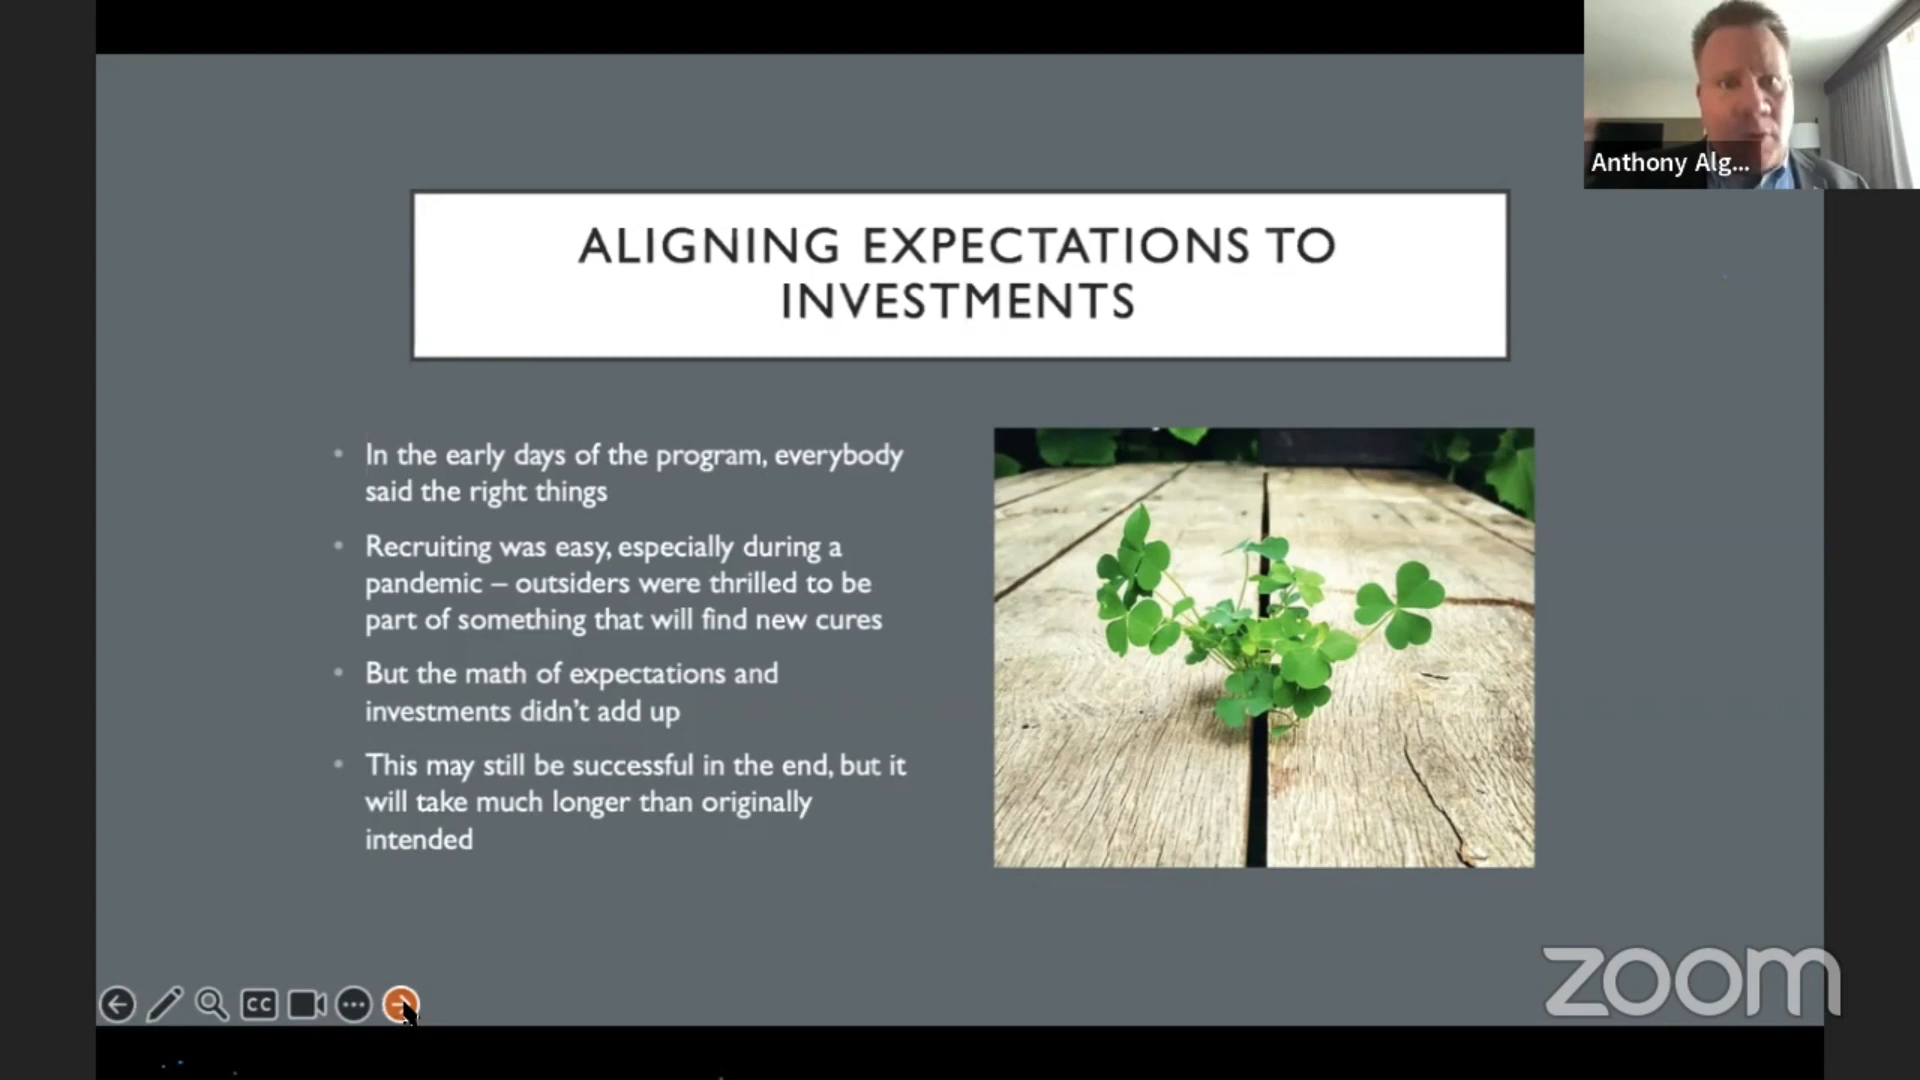 Anthony Alg...
ALIGNING EXPECTATIONS TO
INVESTMENTS
• In the early days of the program, everybody
said the right things
• Recruiting was easy, especially during a
pandemic – outsiders were thrilled to be
part of something that will find new cures
• But the math of expectations and
investments didn't add up
• This may still be successful in the end, but it
will take much longer than originally
intended
CC
zoom